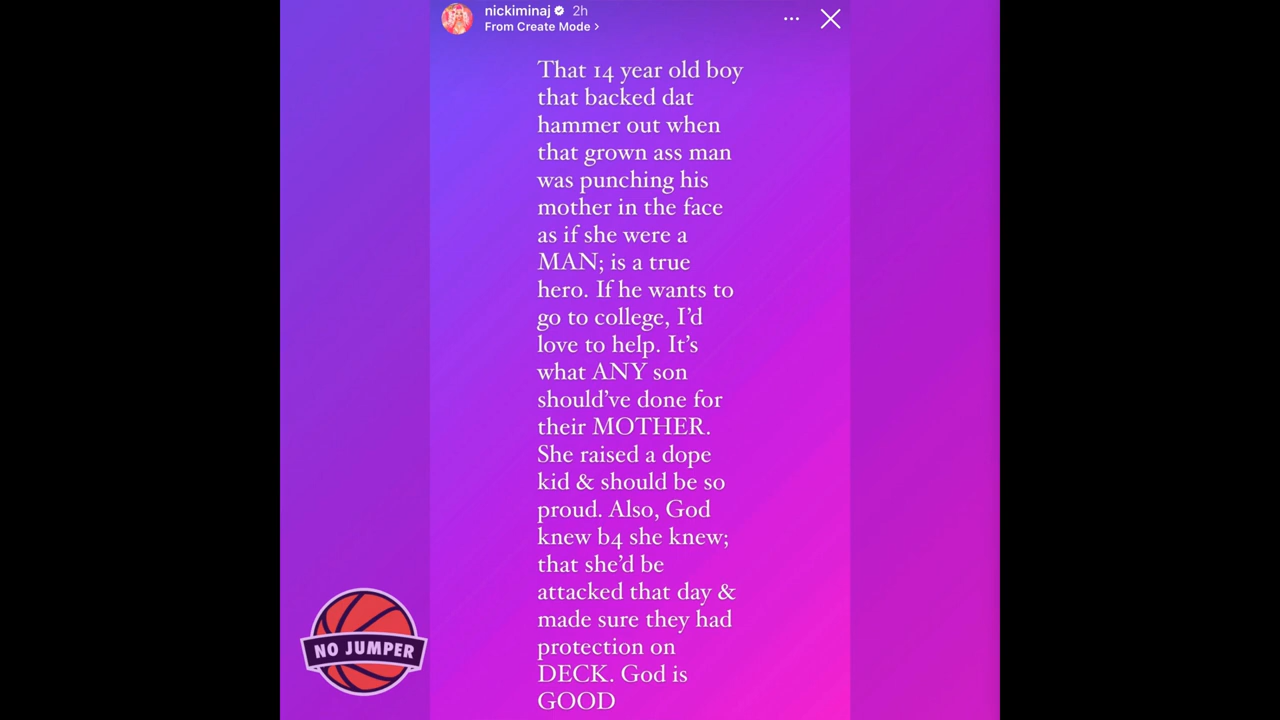 nickiminaj 2h
From Create Mode >
That 14 year old boy
that backed dat
hammer out when
that grown ass man
was punching his
mother in the face
as if she were a
MAN; is a true
hero. If he wants to
go to college, I’d
love to help. It’s
what ANY son
should’ve done for
their MOTHER.
She raised a dope
kid & should be so
proud. Also, God
knew b4 she knew;
that she’d be
attacked that day &
made sure they had
protection on
DECK. God is
GOOD
NO JUMPER